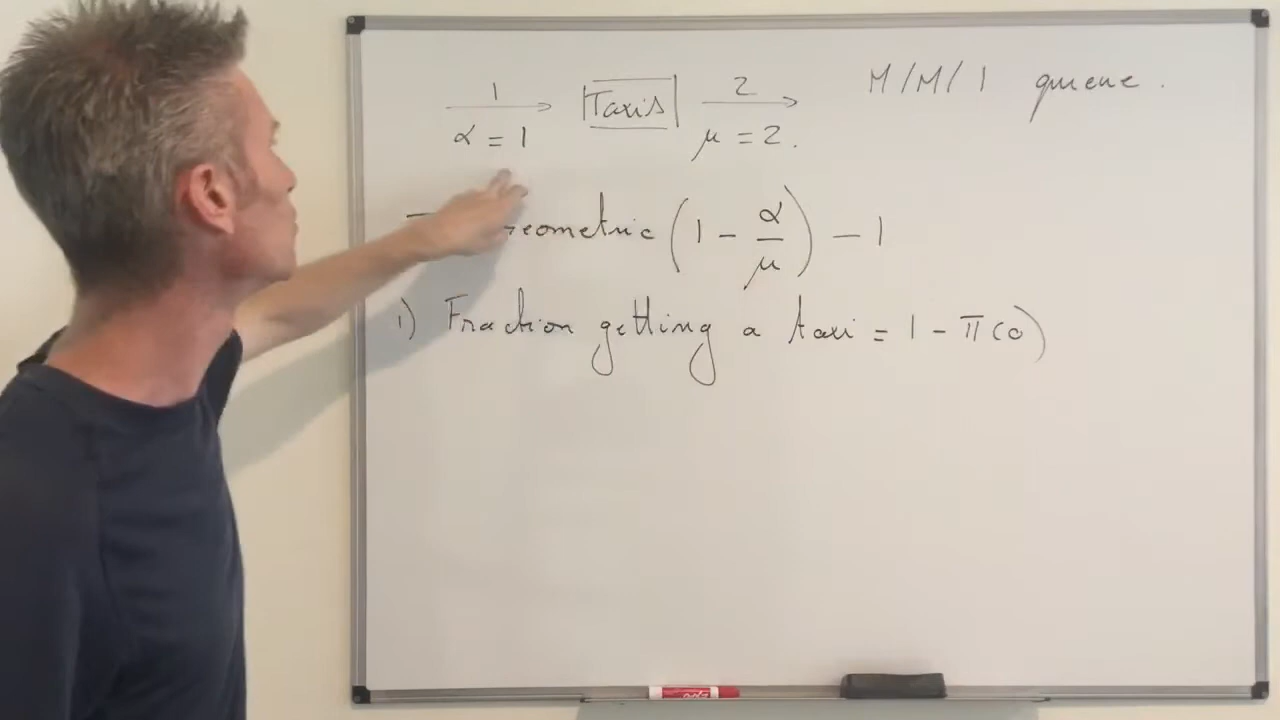 1 |Taxis| 2 M/M/1 queue.
α = 1 μ = 2.
Geometric (1 - α/μ) - 1
1) Fraction getting a taxi = 1 - π(0)